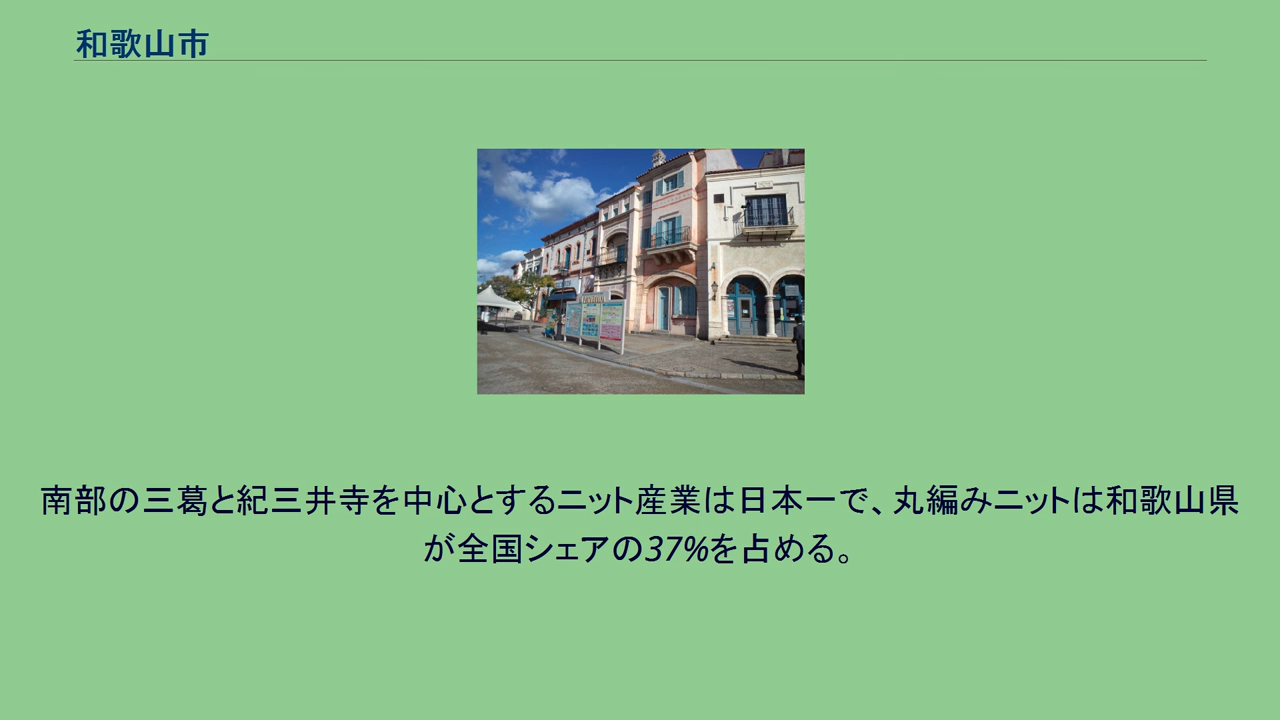 和歌山市
南部の三葛と紀三井寺を中心とするニット産業は日本一で、丸編みニットは和歌山県
が全国シェアの37%を占める。